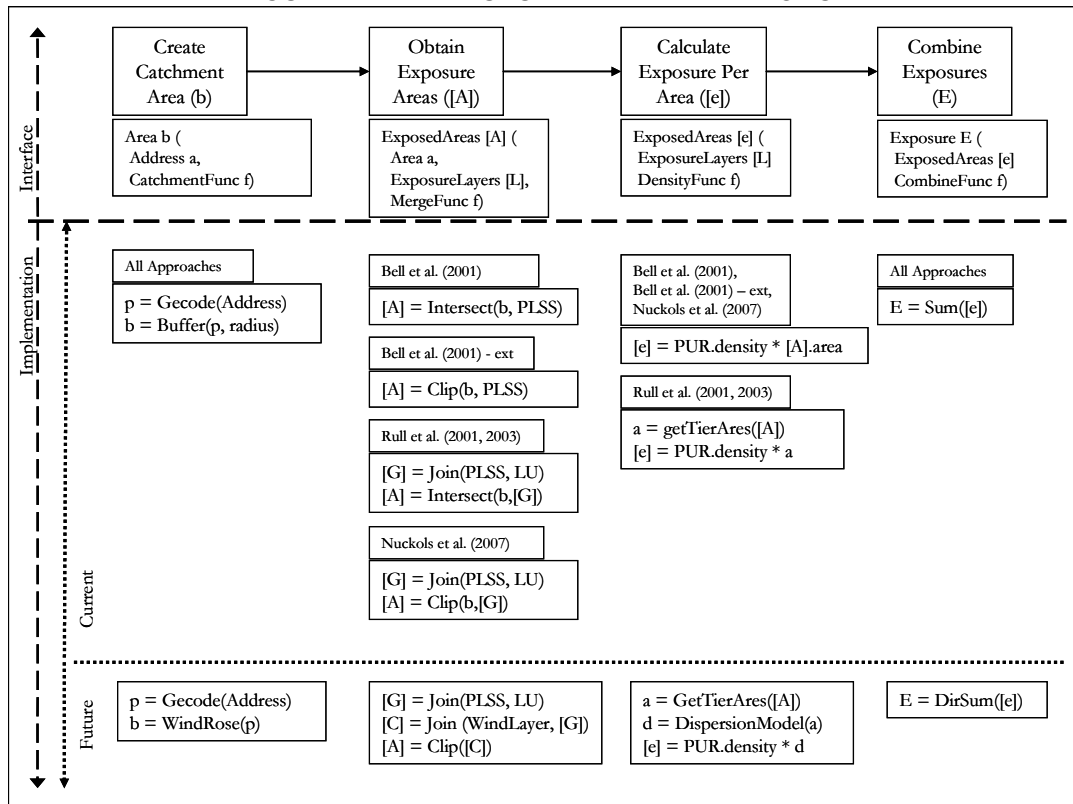 Create
Catchment
Area (b)
Obtain
Exposure
Areas ([A])
Calculate
Exposure Per
Area ([e])
Combine
Exposures
(E)
Area b (
Address a,
CatchmentFunc f)
ExposedAreas [A] (
Area a,
ExposureLayers [L],
MergeFunc f)
ExposedAreas [e] (
ExposureLayers [L]
DensityFunc f)
Exposure E (
ExposedAreas [e]
CombineFunc f)
Interface
Implementation
All Approaches
p = Gecode(Address)
b = Buffer(p, radius)
Bell et al. (2001)
[A] = Intersect(b, PLSS)
Bell et al. (2001) - ext
[A] = Clip(b, PLSS)
Rull et al. (2001, 2003)
[G] = Join(PLSS, LU)
[A] = Intersect(b,[G])
Nuckols et al. (2007)
[G] = Join(PLSS, LU)
[A] = Clip(b,[G])
Bell et al. (2001),
Bell et al. (2001) – ext,
Nuckols et al. (2007)
[e] = PUR.density * [A].area
Rull et al. (2001, 2003)
a = getTierAres([A])
[e] = PUR.density * a
All Approaches
E = Sum([e])
Current
Future
p = Gecode(Address)
b = WindRose(p)
[G] = Join(PLSS, LU)
[C] = Join (WindLayer, [G])
[A] = Clip([C])
a = GetTierAres([A])
d = DispersionModel(a)
[e] = PUR.density * d
E = DirSum([e])